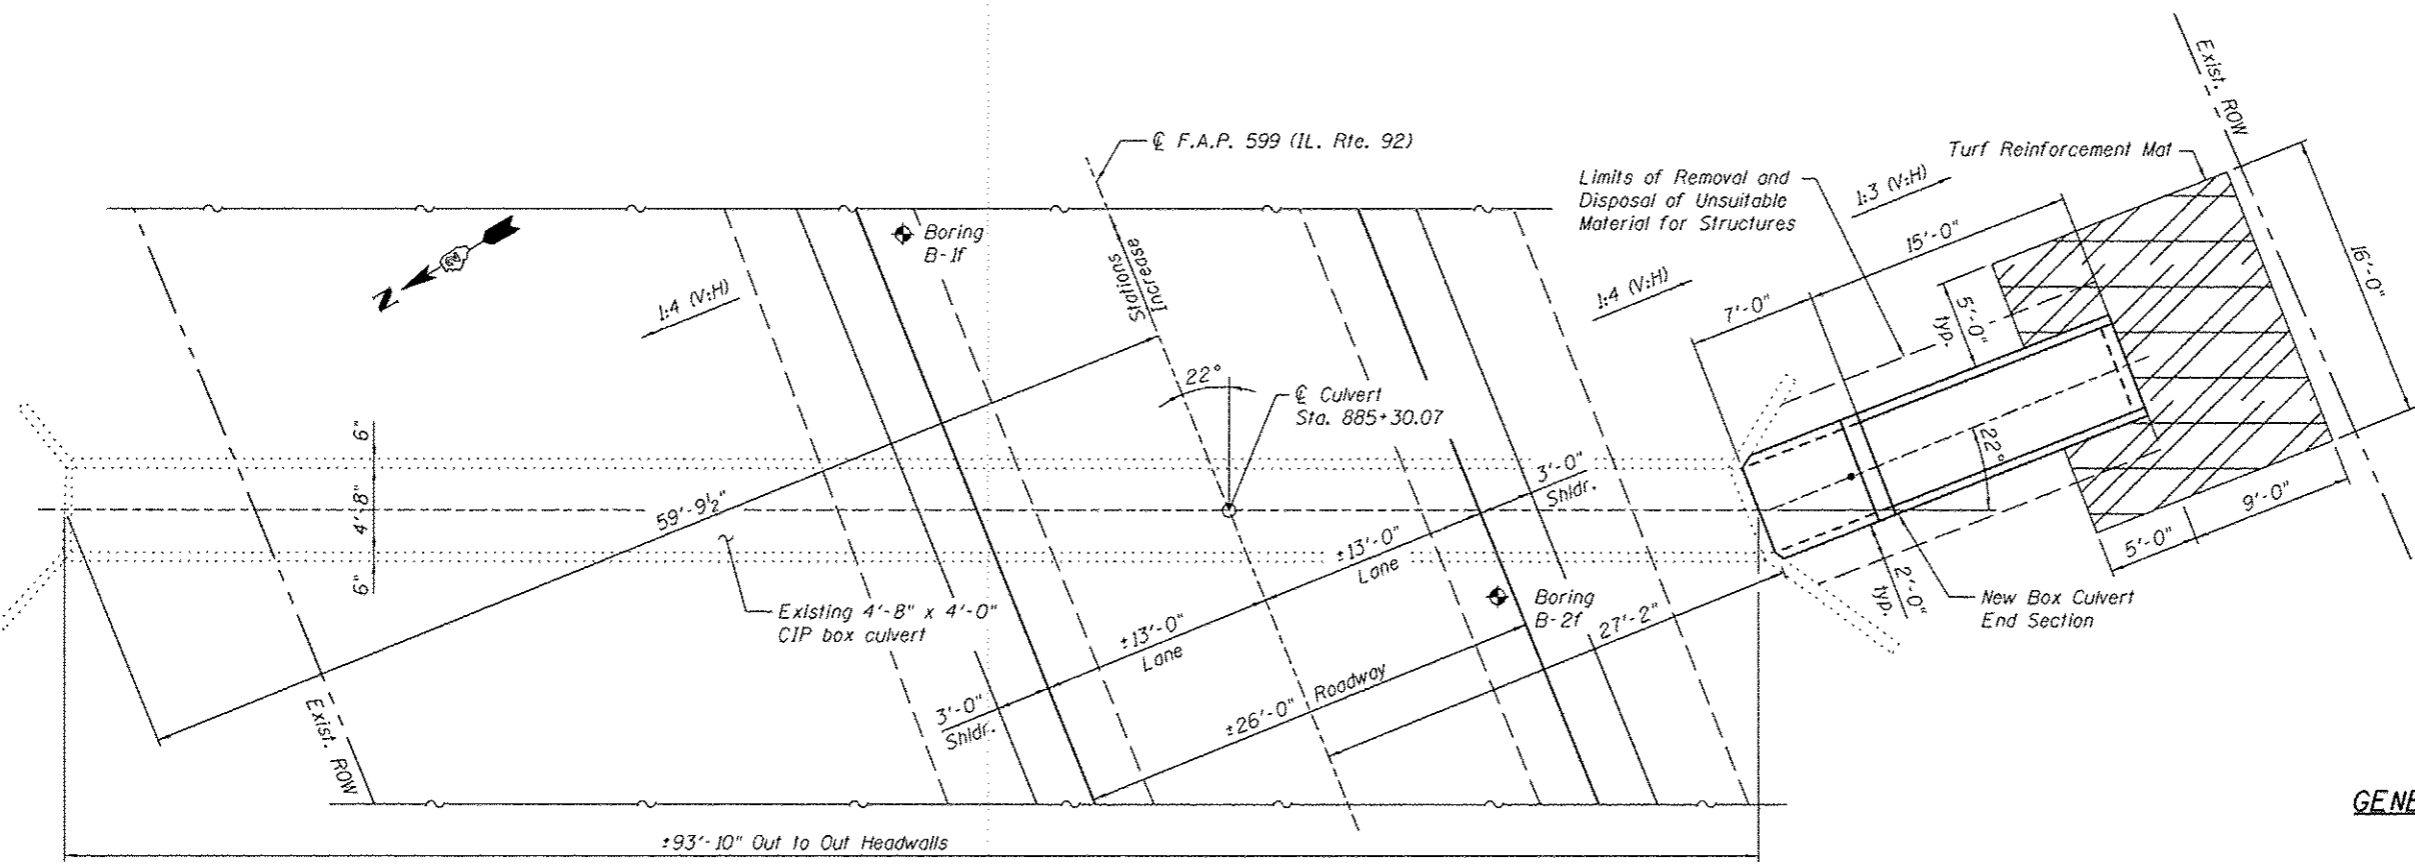 ℄ F.A.P. 599 (IL. Rte. 92)
Exist. ROW
Turf Reinforcement Mat
Limits of Removal and
Disposal of Unsuitable
Material for Structures
1:3 (V:H)
15'-0"
16'-0"
Boring
B-1f
Stations
Increase
N
1:4 (V:H)
1:4 (V:H)
7'-0"
5'-0"
typ.
22°
℄ Culvert
Sta. 885+30.07
6"
4'-8"
6"
59'-9½"
3'-0"
Shldr.
22°
9'-0"
5'-0"
±13'-0"
Lane
2'-0"
typ.
Existing 4'-8" x 4'-0"
CIP box culvert
Boring
B-2f
27'-2"
New Box Culvert
End Section
±13'-0"
Lane
±26'-0" Roadway
3'-0"
Shldr.
Exist. ROW
±93'-10" Out to Out Headwalls